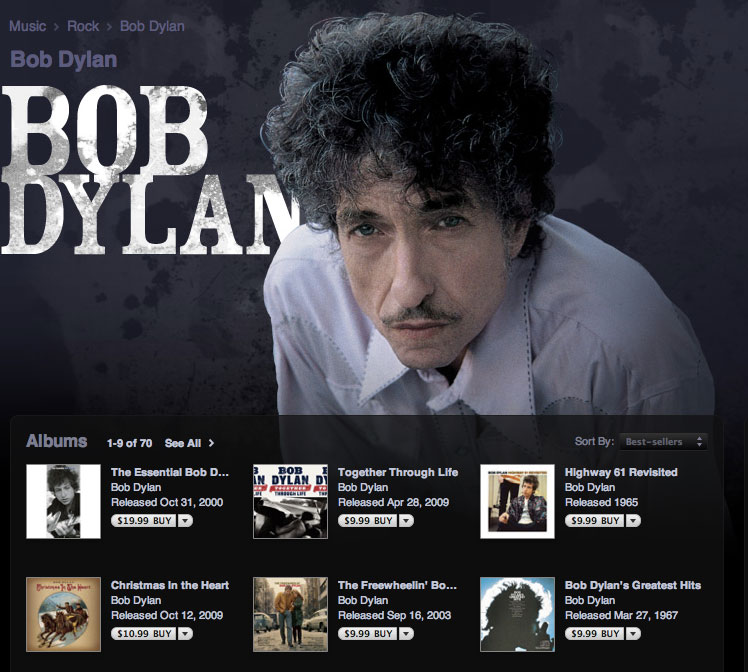 Music > Rock > Bob Dylan
Bob Dylan
BOB
DYLAN
Albums 1-9 of 70 See All >
Sort By: Best-sellers
The Essential Bob D...
Bob Dylan
Released Oct 31, 2000
$19.99 BUY
BOB
DYLAN
TOGETHER
THROUGH LIFE
Together Through Life
Bob Dylan
Released Apr 28, 2009
$9.99 BUY
BOB DYLAN HIGHWAY 61 REVISITED
Highway 61 Revisited
Bob Dylan
Released 1965
$9.99 BUY
Christmas In The Heart
Christmas In the Heart
Bob Dylan
Released Oct 12, 2009
$10.99 BUY
The Freewheelin' Bo...
Bob Dylan
Released Sep 16, 2003
$9.99 BUY
Bob Dylan's Greatest Hits
Bob Dylan
Released Mar 27, 1967
$9.99 BUY